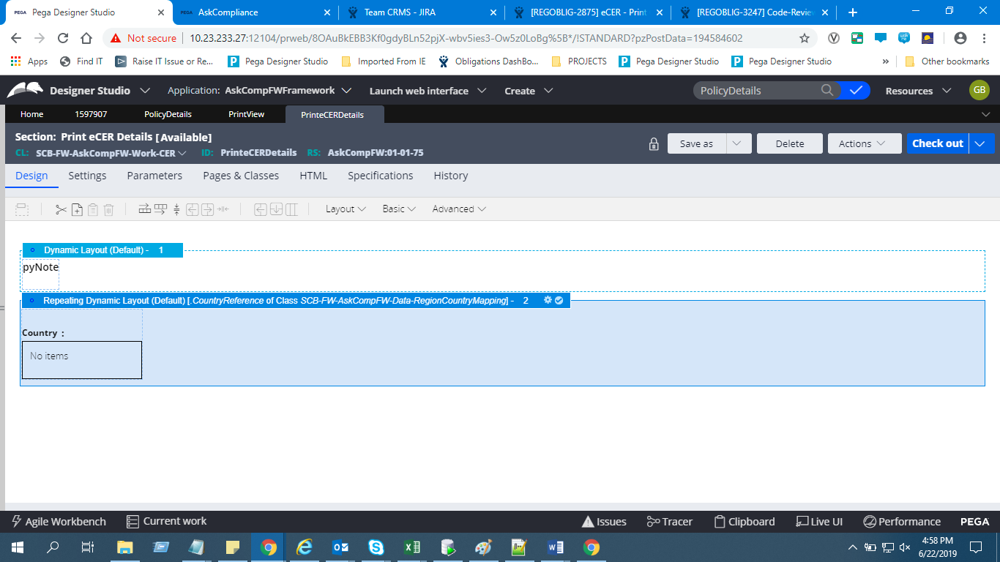 PEGA Pega Designer Studio
PEGA AskCompliance
Team CRMS - JIRA
[REGOBLIG-2875] eCER - Print
[REGOBLIG-3247] Code-Review
Not secure 10.23.233.27:12104/prweb/8OAuBkEBB3Kf0gdyBLn52pjX-wbv5ies3-Ow5z0LoBg%5B*/!STANDARD?pzPostData=194584602
Apps Find IT Raise IT Issue or Re... Pega Designer Studio Imported From IE Obligations DashBo... PROJECTS Pega Designer Studio Pega Designer Studio » Other bookmarks
Designer Studio Application: AskCompFWFramework Launch web interface Create PolicyDetails Resources GB
Home 1597907 PolicyDetails PrintView PrinteCERDetails
Section: Print eCER Details [Available]
CL: SCB-FW-AskCompFW-Work-CER ID: PrinteCERDetails RS: AskCompFW:01-01-75
Save as Delete Actions Check out
Design Settings Parameters Pages & Classes HTML Specifications History
Layout Basic Advanced
Dynamic Layout (Default) - 1
pyNote
Repeating Dynamic Layout (Default) [.CountryReference of Class SCB-FW-AskCompFW-Data-RegionCountryMapping] - 2
Country :
No items
Agile Workbench Current work Issues Tracer Clipboard Live UI Performance PEGA
4:58 PM
6/22/2019